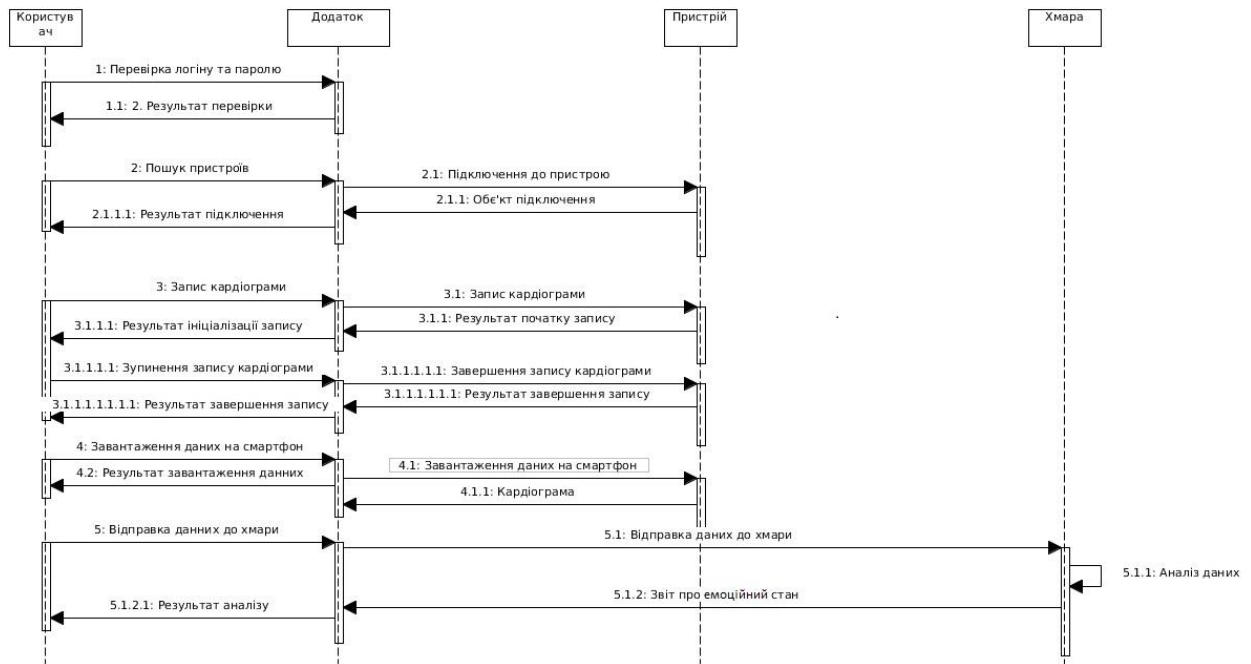 Користув
ач
Додаток
Пристрій
Хмара
1: Перевірка логіну та паролю
1.1: 2. Результат перевірки
2: Пошук пристроїв
2.1: Підключення до пристрою
2.1.1: Обє'кт підключення
2.1.1.1: Результат підключення
3: Запис кардіограми
3.1: Запис кардіограми
3.1.1: Результат початку запису
3.1.1.1: Результат ініціалізації запису
3.1.1.1.1: Зупинення запису кардіограми
3.1.1.1.1.1: Завершення запису кардіограми
3.1.1.1.1.1.1: Результат завершення запису
3.1.1.1.1.1.1.1: Результат завершення запису
4: Завантаження даних на смартфон
4.1: Завантаження даних на смартфон
4.2: Результат завантаження данних
4.1.1: Кардіограма
5: Відправка данних до хмари
5.1: Відправка даних до хмари
5.1.1: Аналіз даних
5.1.2: Звіт про емоційний стан
5.1.2.1: Результат аналізу